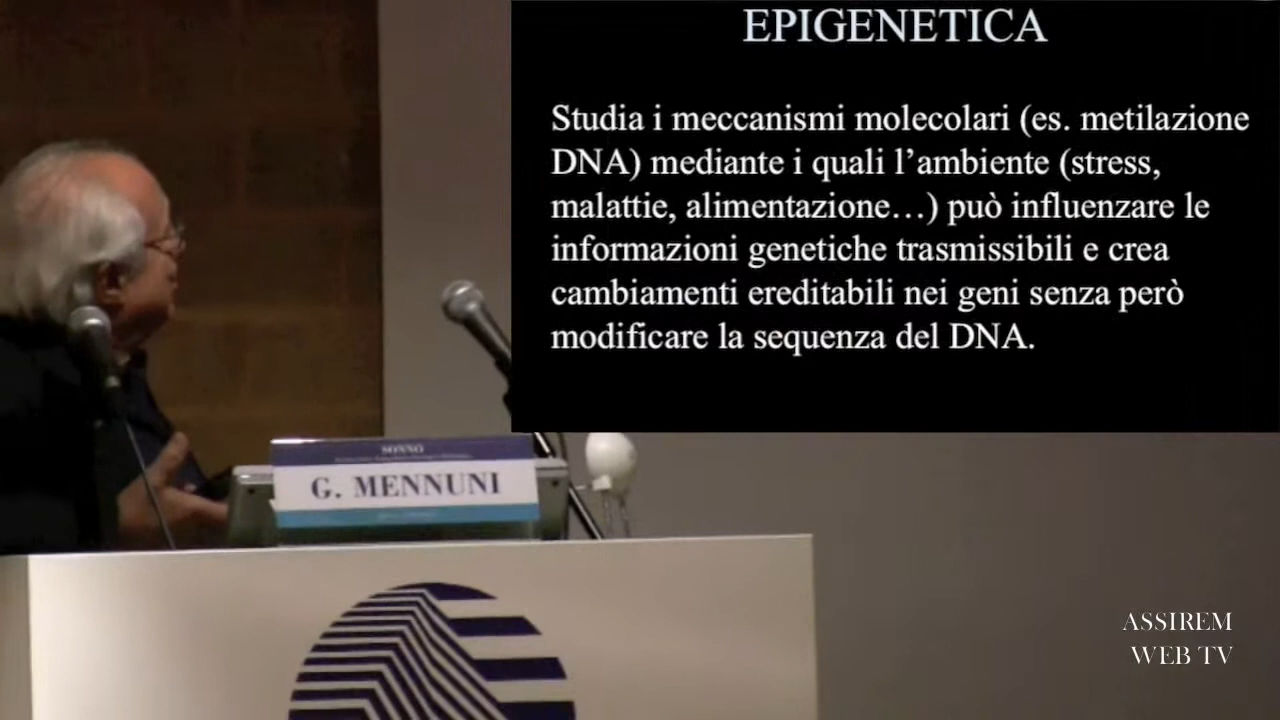 EPIGENETICA
Studia i meccanismi molecolari (es. metilazione
DNA) mediante i quali l’ambiente (stress,
malattie, alimentazione…) può influenzare le
informazioni genetiche trasmissibili e crea
cambiamenti ereditabili nei geni senza però
modificare la sequenza del DNA.
SONNO
G. MENNUNI
ASSIREM
WEB TV